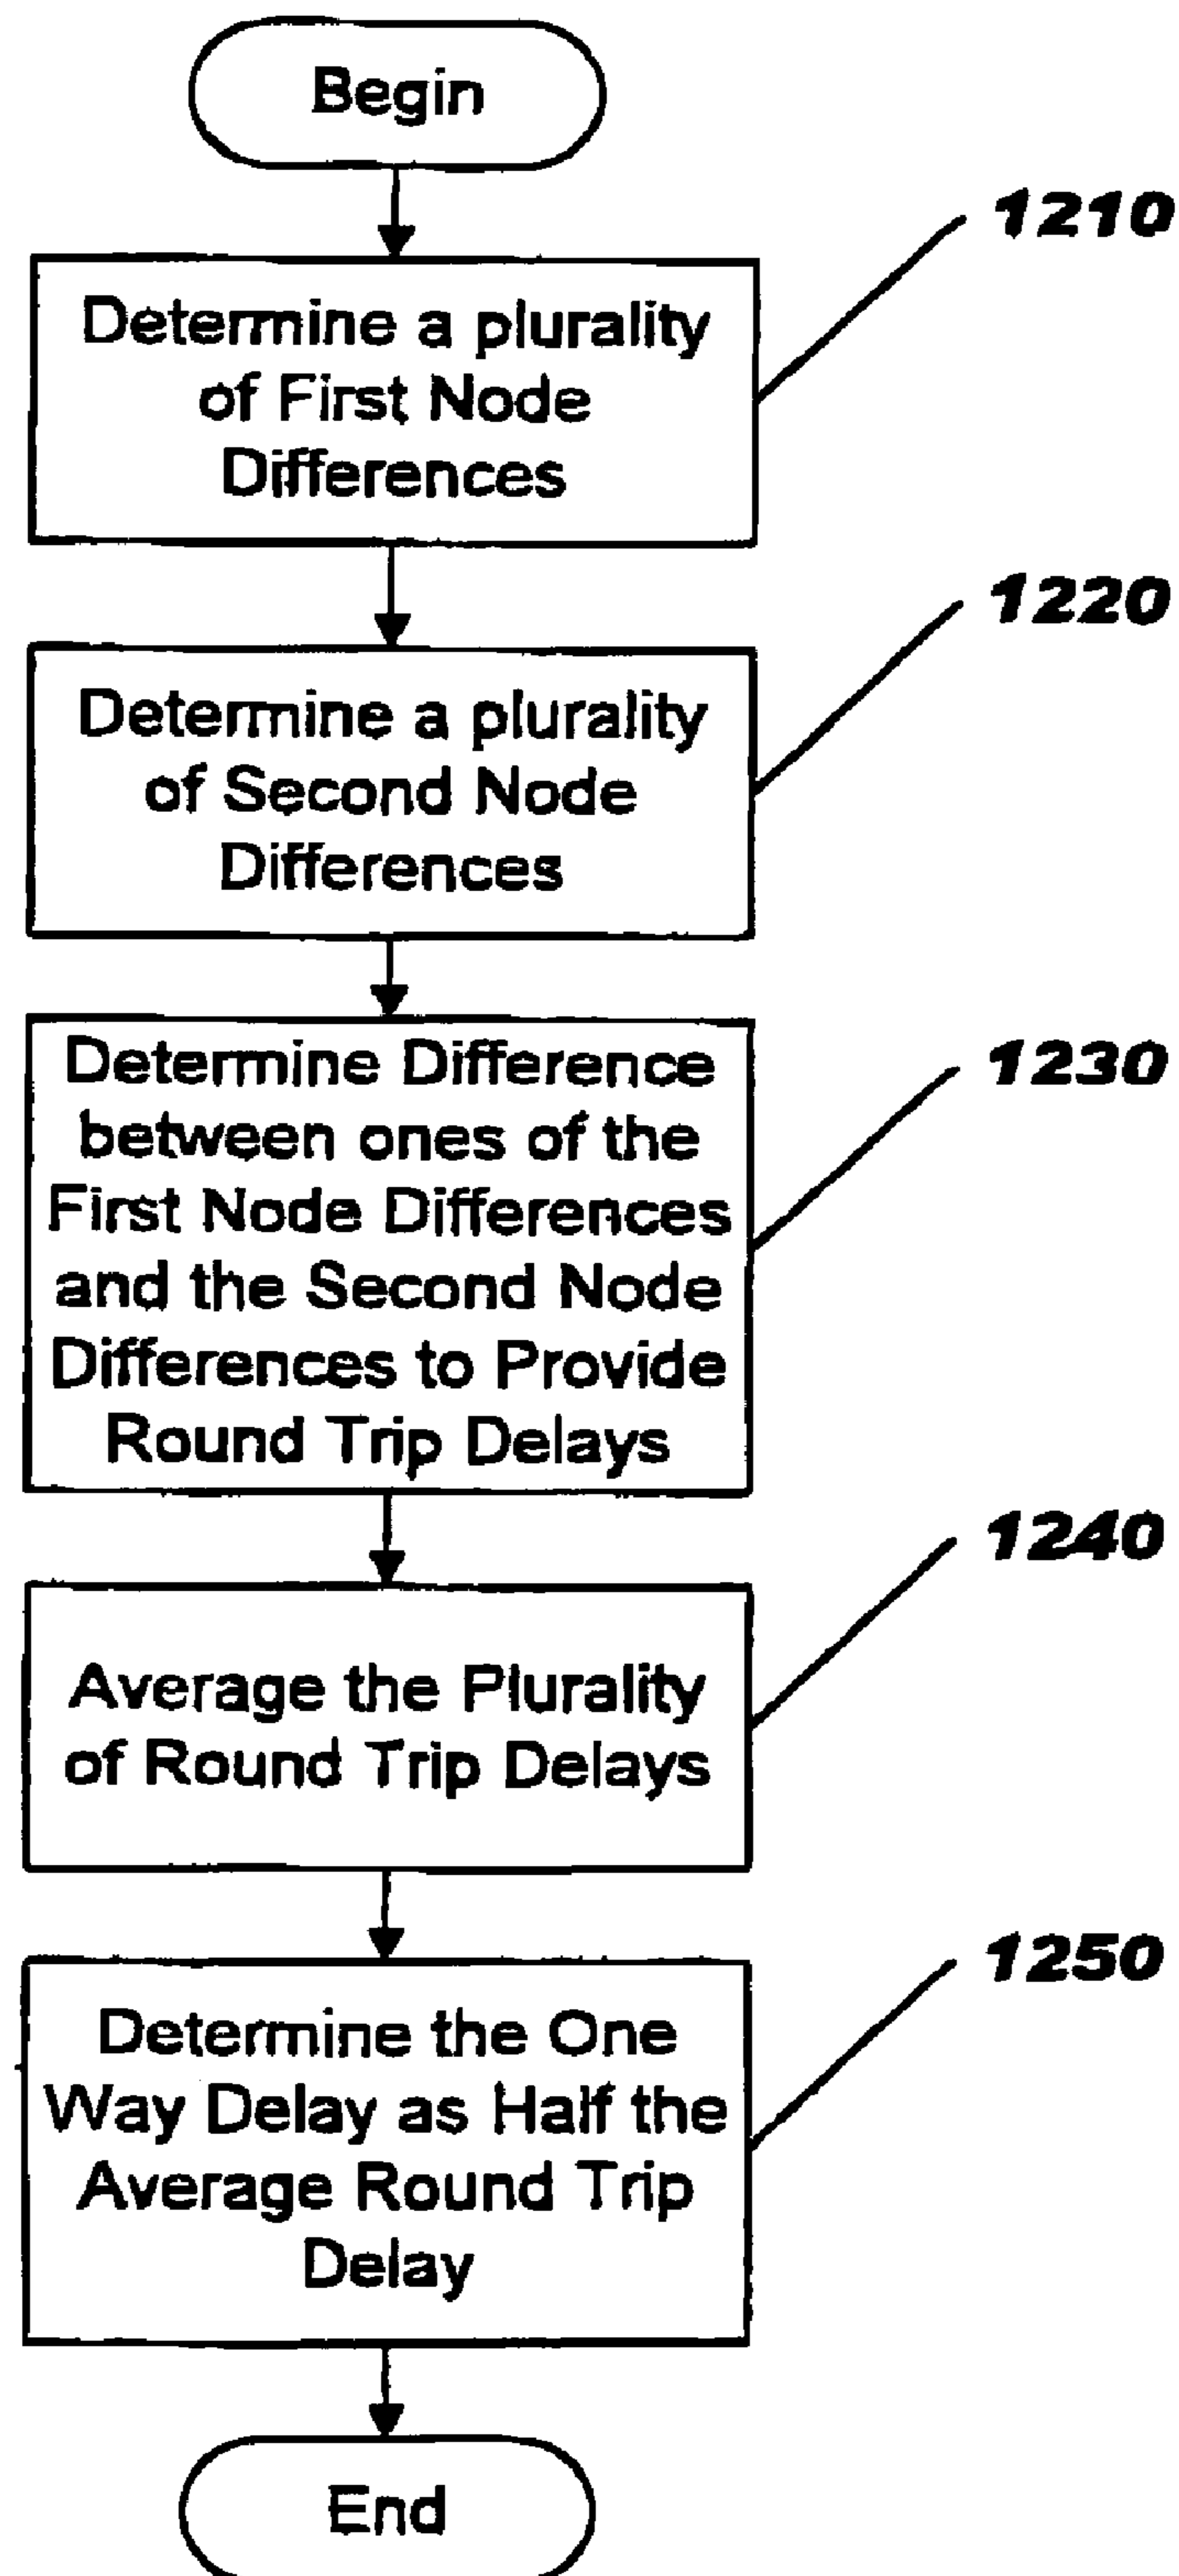 Begin
1210
Determine a plurality
of First Node
Differences
1220
Determine a plurality
of Second Node
Differences
1230
Determine Difference
between ones of the
First Node Differences
and the Second Node
Differences to Provide
Round Trip Delays
1240
Average the Plurality
of Round Trip Delays
1250
Determine the One
Way Delay as Half the
Average Round Trip
Delay
End